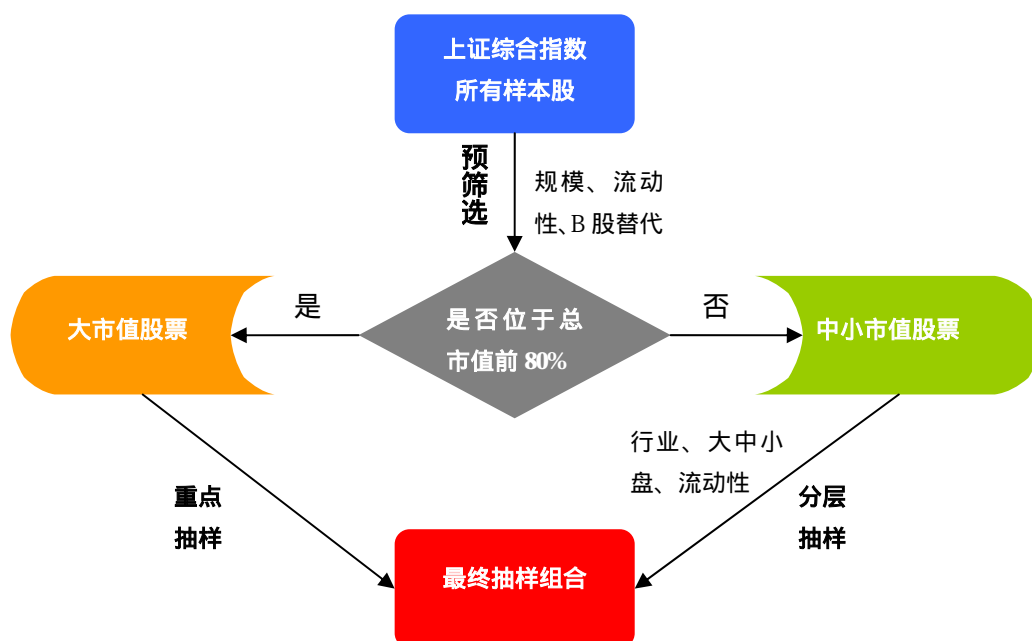 上证综合指数
所有样本股
预筛选
规模、流动
性、B 股替代
是
否
大市值股票
是否位于总
市值前 80%
中小市值股票
行业、大中小
盘、流动性
重点
抽样
分层
抽样
最终抽样组合